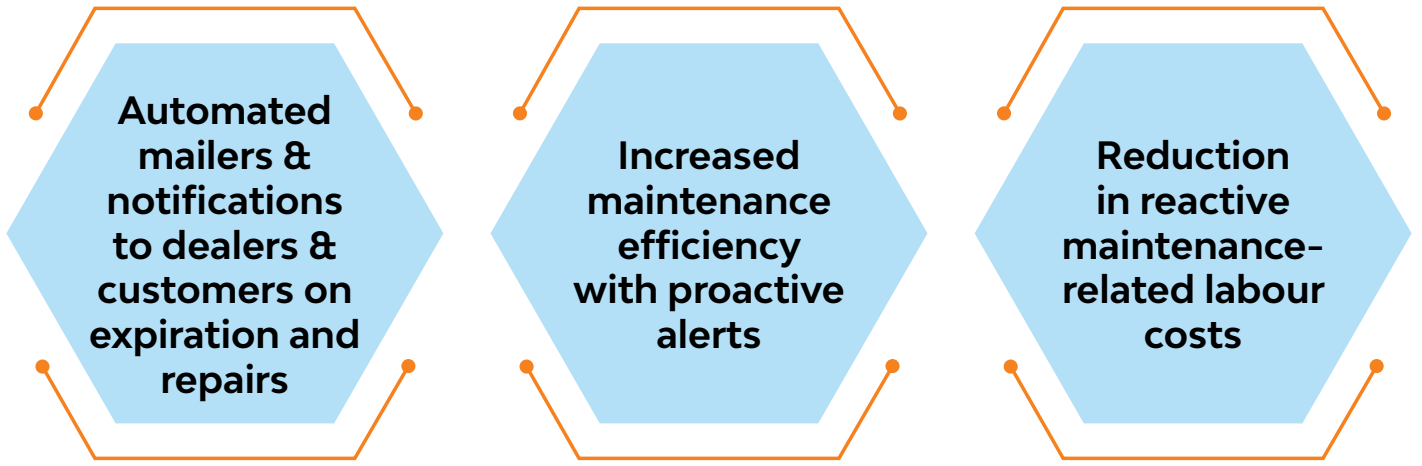 Automated
mailers &
notifications
to dealers &
customers on
expiration and
repairs
Increased
maintenance
efficiency
with proactive
alerts
Reduction
in reactive
maintenance-
related labour
costs